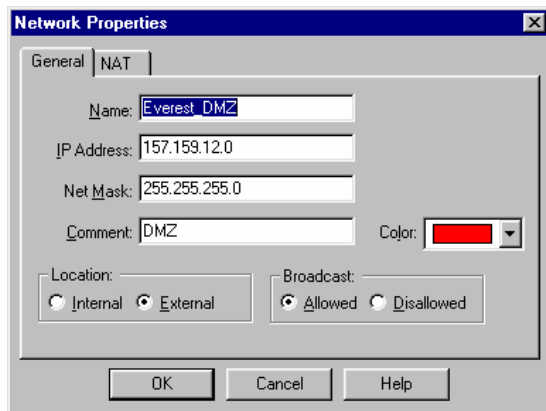 Network Properties
General NAT
Name: Everest_DMZ
IP Address: 157.159.12.0
Net Mask: 255.255.255.0
Comment: DMZ Color:
Location: Broadcast:
Internal External Allowed Disallowed
OK Cancel Help